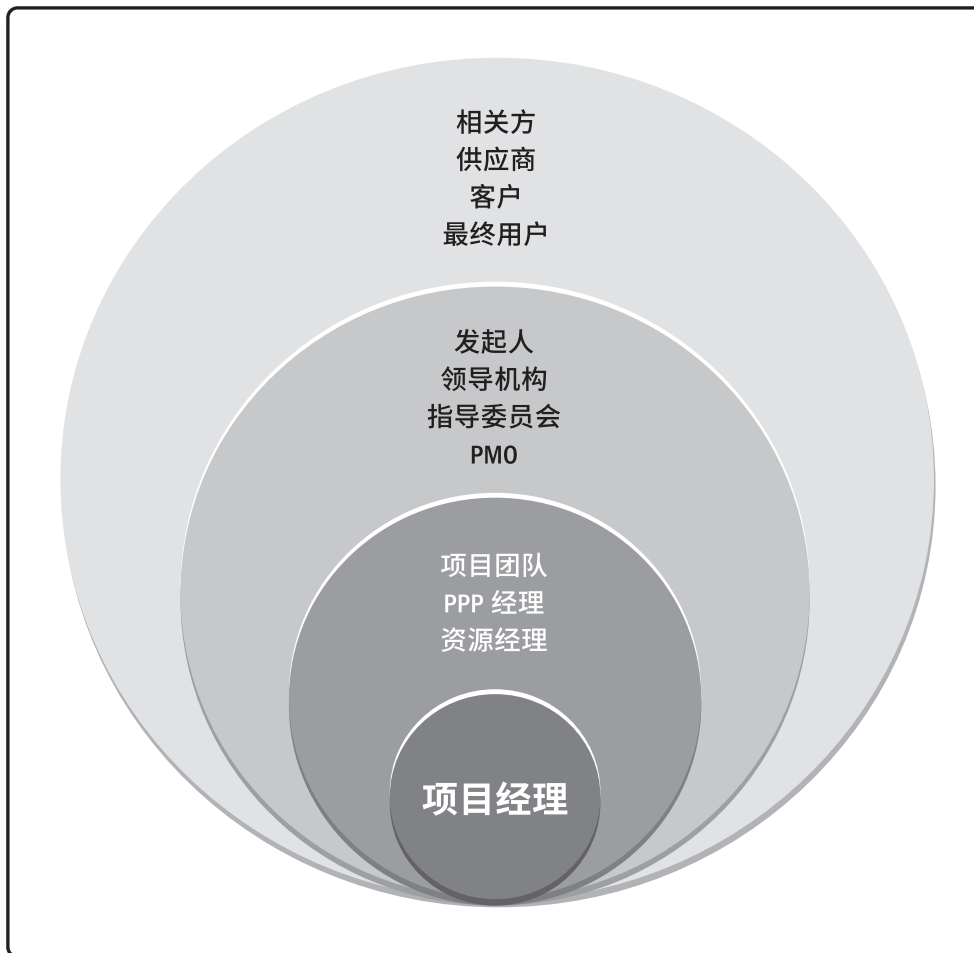 相关方
供应商
客户
最终用户
发起人
领导机构
指导委员会
PMO
项目团队
PPP 经理
资源经理
项目经理